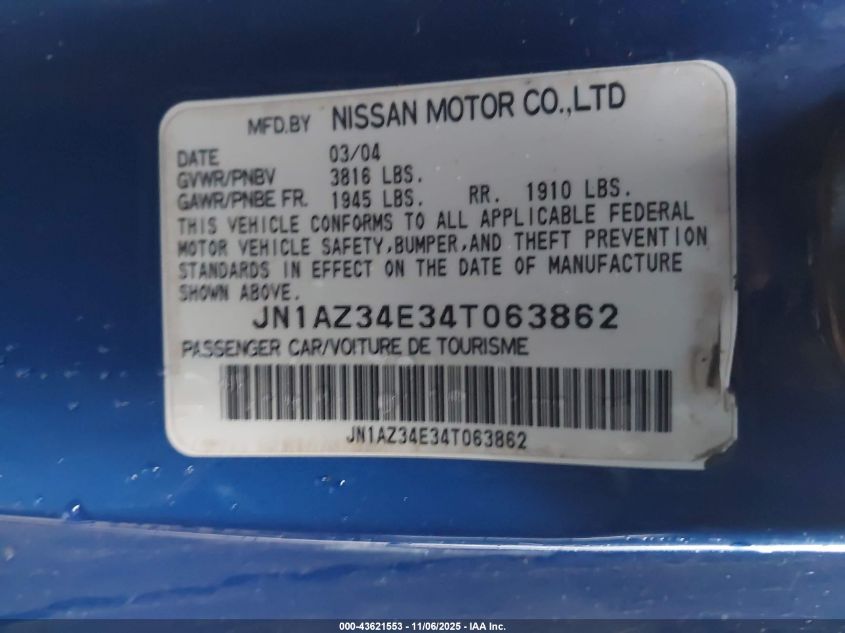 MFD.BY NISSAN MOTOR CO.,LTD
DATE 03/04
GVWR/PNBV 3816 LBS.
GAWR/PNBE FR. 1945 LBS. RR. 1910 LBS.
THIS VEHICLE CONFORMS TO ALL APPLICABLE FEDERAL
MOTOR VEHICLE SAFETY,BUMPER,AND THEFT PREVENTION
STANDARDS IN EFFECT ON THE DATE OF MANUFACTURE
SHOWN ABOVE.
JN1AZ34E34T063862
PASSENGER CAR/VOITURE DE TOURISME
JN1AZ34E34T063862
000-43621553 - 11/06/2025 - IAA Inc.